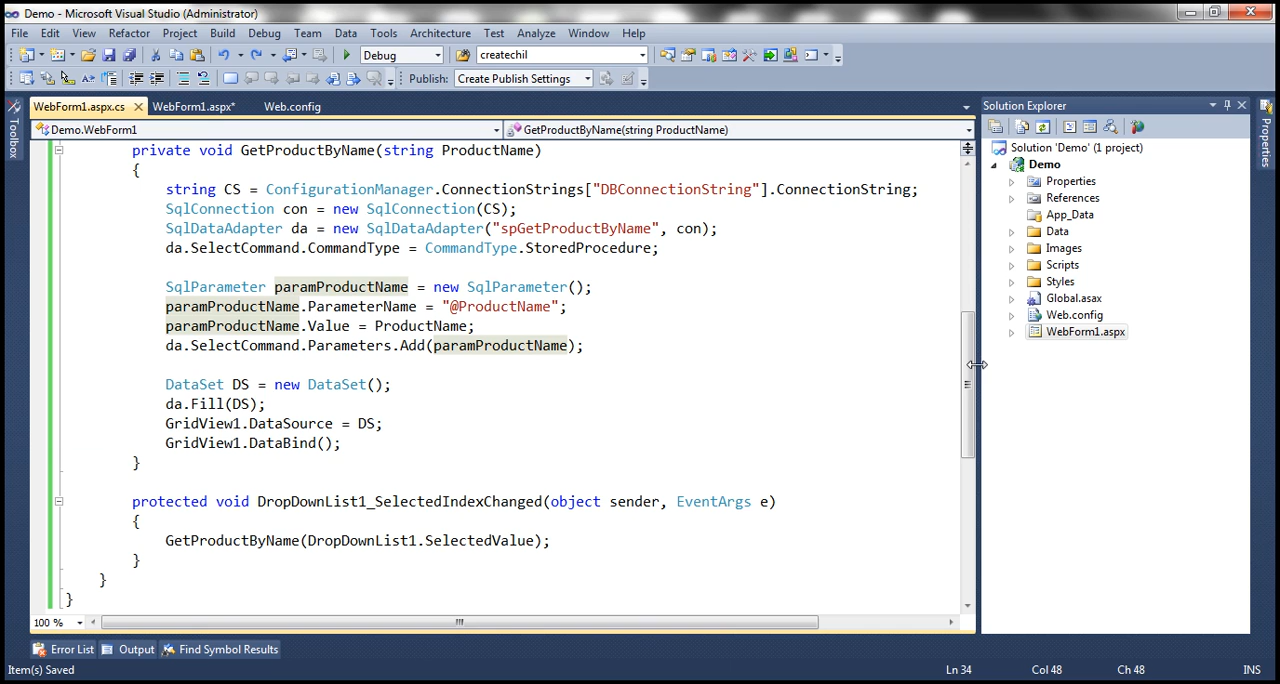 Demo - Microsoft Visual Studio (Administrator)
File Edit View Refactor Project Build Debug Team Data Tools Architecture Test Analyze Window Help
Debug createchil
Publish: Create Publish Settings
WebForm1.aspx.cs WebForm1.aspx* Web.config
Demo.WebForm1 GetProductByName(string ProductName)
private void GetProductByName(string ProductName)
{
string CS = ConfigurationManager.ConnectionStrings["DBConnectionString"].ConnectionString;
SqlConnection con = new SqlConnection(CS);
SqlDataAdapter da = new SqlDataAdapter("spGetProductByName", con);
da.SelectCommand.CommandType = CommandType.StoredProcedure;
SqlParameter paramProductName = new SqlParameter();
paramProductName.ParameterName = "@ProductName";
paramProductName.Value = ProductName;
da.SelectCommand.Parameters.Add(paramProductName);
DataSet DS = new DataSet();
da.Fill(DS);
GridView1.DataSource = DS;
GridView1.DataBind();
}
protected void DropDownList1_SelectedIndexChanged(object sender, EventArgs e)
{
GetProductByName(DropDownList1.SelectedValue);
}
}
}
100 %
Toolbox
Solution Explorer
Solution 'Demo' (1 project)
Demo
Properties
References
App_Data
Data
Images
Scripts
Styles
Global.asax
Web.config
WebForm1.aspx
Properties
Error List Output Find Symbol Results
Item(s) Saved Ln 34 Col 48 Ch 48 INS